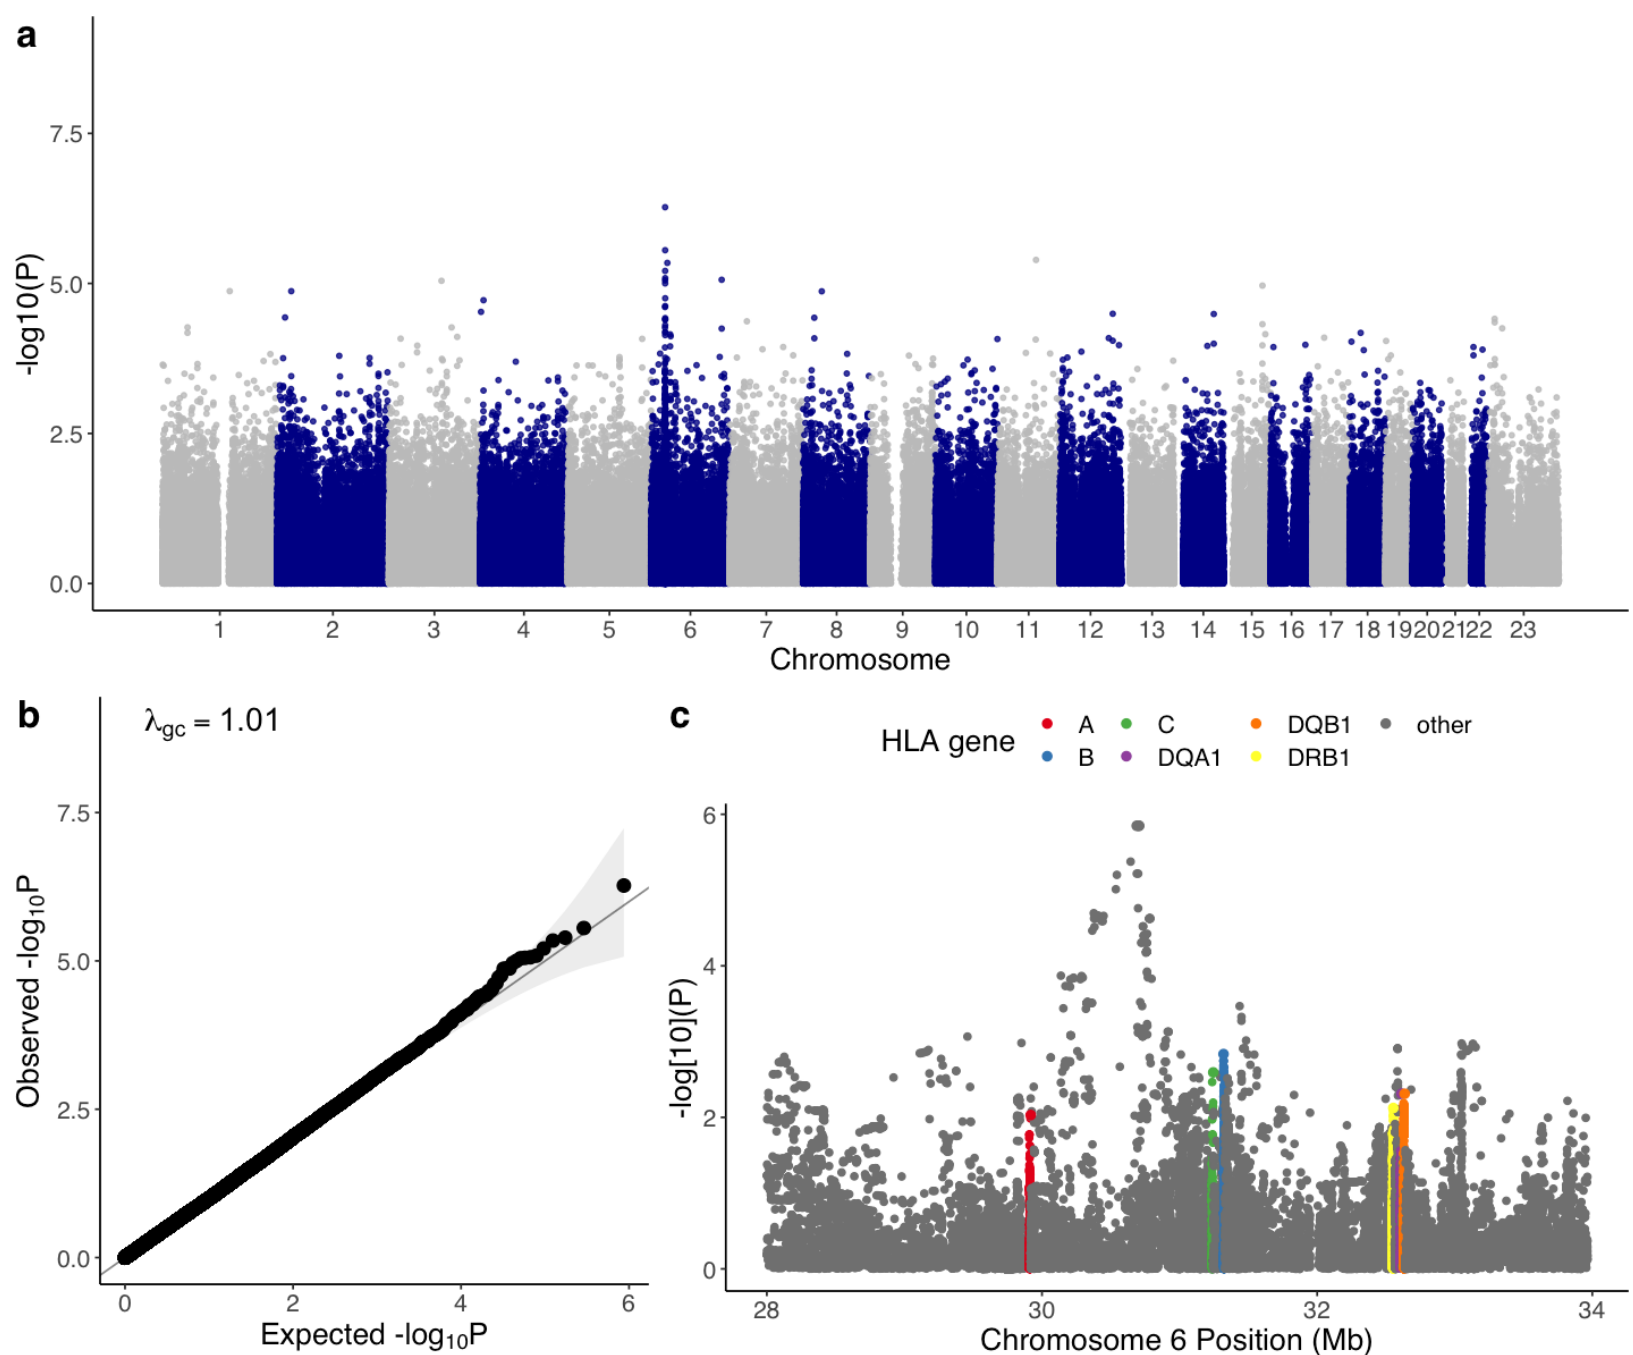 a
7.5
5.0
2.5
0.0
-log10(P)
1 2 3 4 5 6 7 8 9 10 11 12 13 14 15 16 17 18 19 20 21 22 23
Chromosome
b
λgc = 1.01
7.5
5.0
2.5
0.0
Observed -log10P
0 2 4 6
Expected -log10P
c
HLA gene
A C DQB1 other
B DQA1 DRB1
6
4
2
0
-log[10](P)
28 30 32 34
Chromosome 6 Position (Mb)